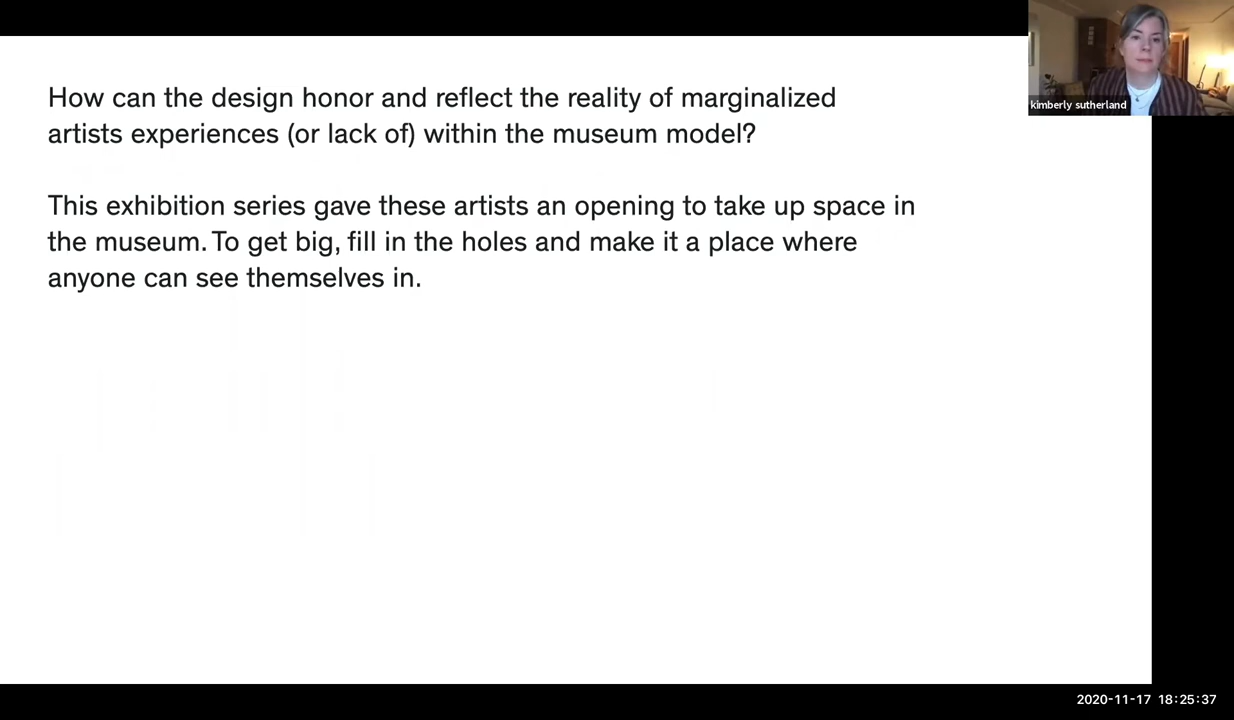 How can the design honor and reflect the reality of marginalized
artists experiences (or lack of) within the museum model?
This exhibition series gave these artists an opening to take up space in
the museum. To get big, fill in the holes and make it a place where
anyone can see themselves in.
kimberly sutherland
2020-11-17 18:25:37